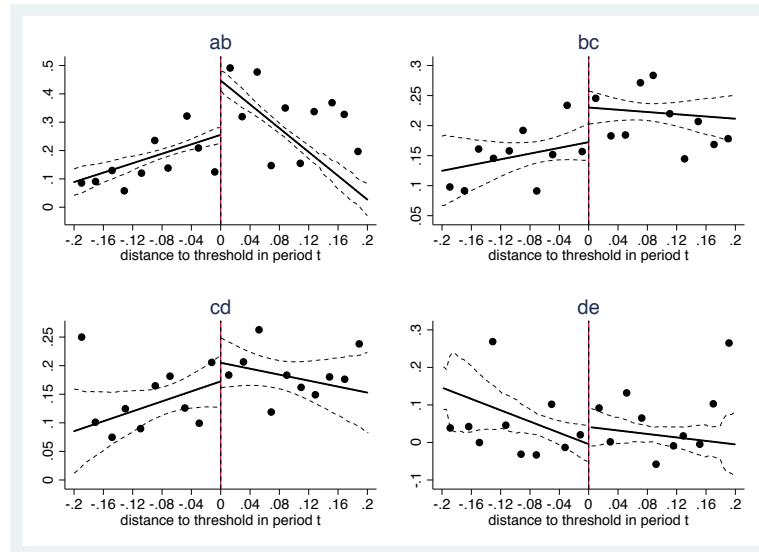 ab
.5
.4
.3
.2
.1
0
-.2 -.16 -.12 -.08 -.04 0 .04 .08 .12 .16 .2
distance to threshold in period t
bc
.3
.25
.2
.15
.1
.05
-.2 -.16 -.12 -.08 -.04 0 .04 .08 .12 .16 .2
distance to threshold in period t
cd
.25
.2
.15
.1
.05
0
-.2 -.16 -.12 -.08 -.04 0 .04 .08 .12 .16 .2
distance to threshold in period t
de
.3
.2
.1
0
-.1
-.2 -.16 -.12 -.08 -.04 0 .04 .08 .12 .16 .2
distance to threshold in period t